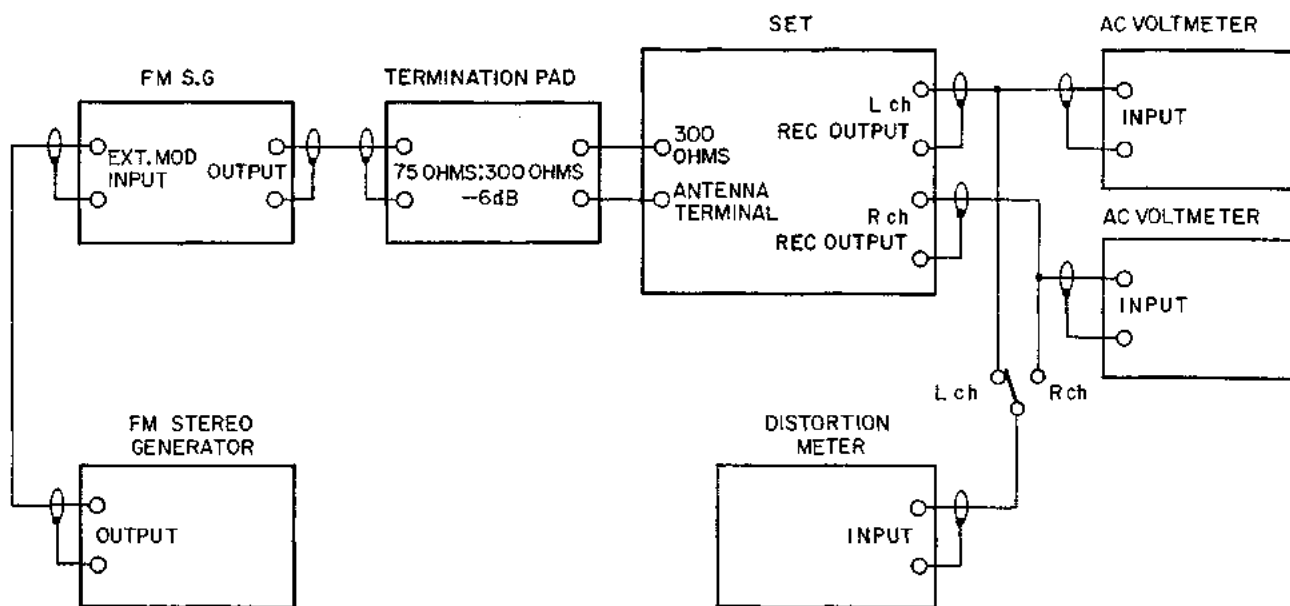 SET
AC VOLTMETER
FM S.G
TERMINATION PAD
L ch
REC OUTPUT
INPUT
EXT. MOD
INPUT
OUTPUT
75 OHMS:300 OHMS
-6dB
300
OHMS
ANTENNA
TERMINAL
R ch
REC OUTPUT
AC VOLTMETER
INPUT
L ch
R ch
FM STEREO
GENERATOR
DISTORTION
METER
OUTPUT
INPUT